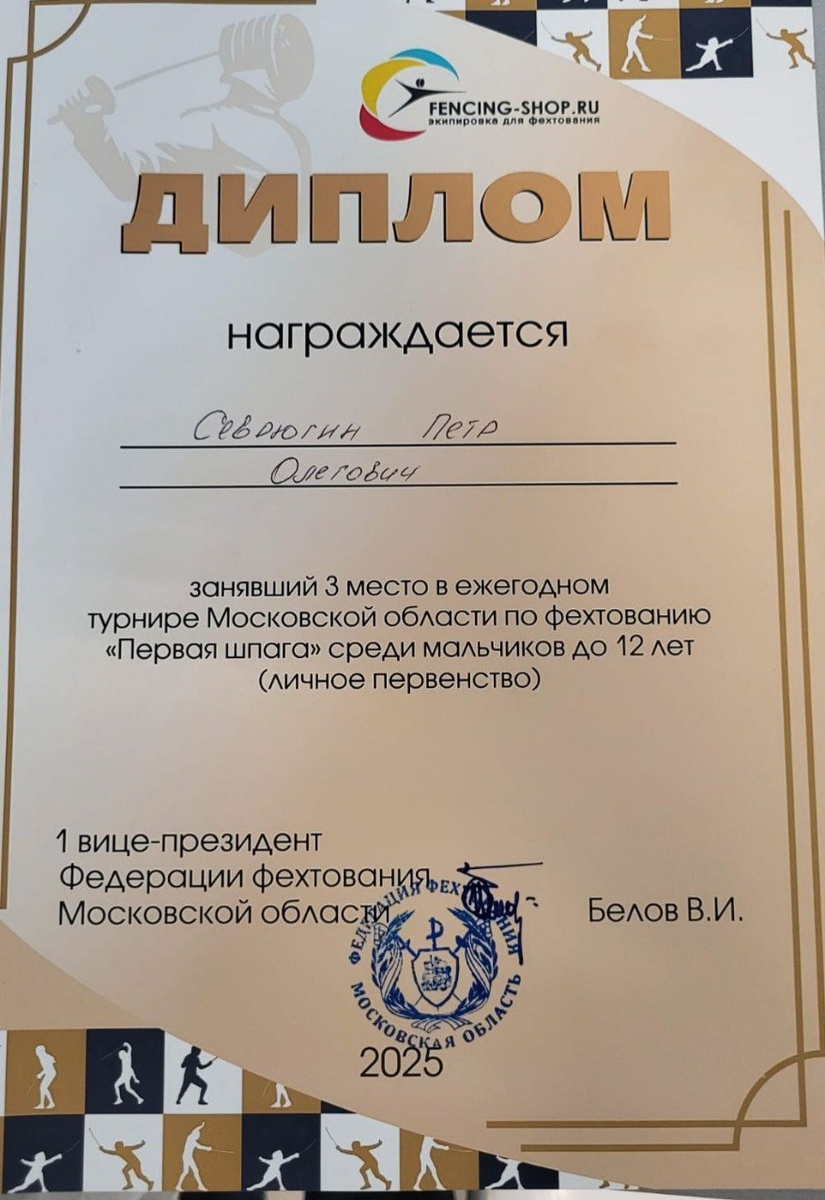 FENCING-SHOP.RU
экипировка для фехтования
ДИПЛОМ
награждается
Севрюгин Петр
Олегович
занявший 3 место в ежегодном
турнире Московской области по фехтованию
«Первая шпага» среди мальчиков до 12 лет
(личное первенство)
1 вице-президент
Федерации фехтования
Московской области
Белов В.И.
ФЕДЕРАЦИЯ ФЕХТОВАНИЯ
МОСКОВСКАЯ ОБЛАСТЬ
2025